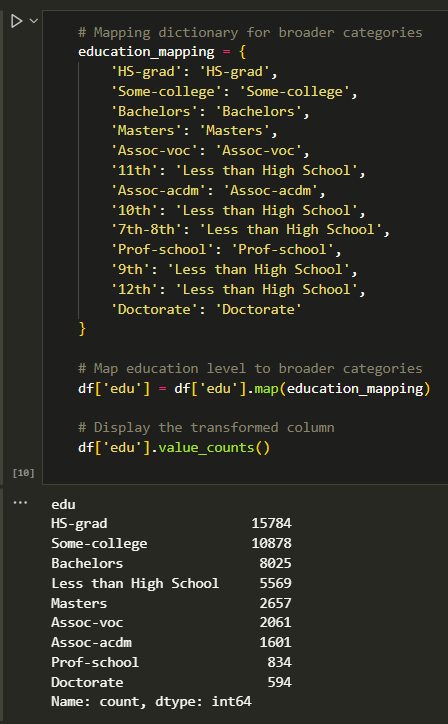 # Mapping dictionary for broader categories
education_mapping = {
    'HS-grad': 'HS-grad',
    'Some-college': 'Some-college',
    'Bachelors': 'Bachelors',
    'Masters': 'Masters',
    'Assoc-voc': 'Assoc-voc',
    '11th': 'Less than High School',
    'Assoc-acdm': 'Assoc-acdm',
    '10th': 'Less than High School',
    '7th-8th': 'Less than High School',
    'Prof-school': 'Prof-school',
    '9th': 'Less than High School',
    '12th': 'Less than High School',
    'Doctorate': 'Doctorate'
}
# Map education level to broader categories
df['edu'] = df['edu'].map(education_mapping)
# Display the transformed column
df['edu'].value_counts()
[10]
... edu
HS-grad 15784
Some-college 10878
Bachelors 8025
Less than High School 5569
Masters 2657
Assoc-voc 2061
Assoc-acdm 1601
Prof-school 834
Doctorate 594
Name: count, dtype: int64